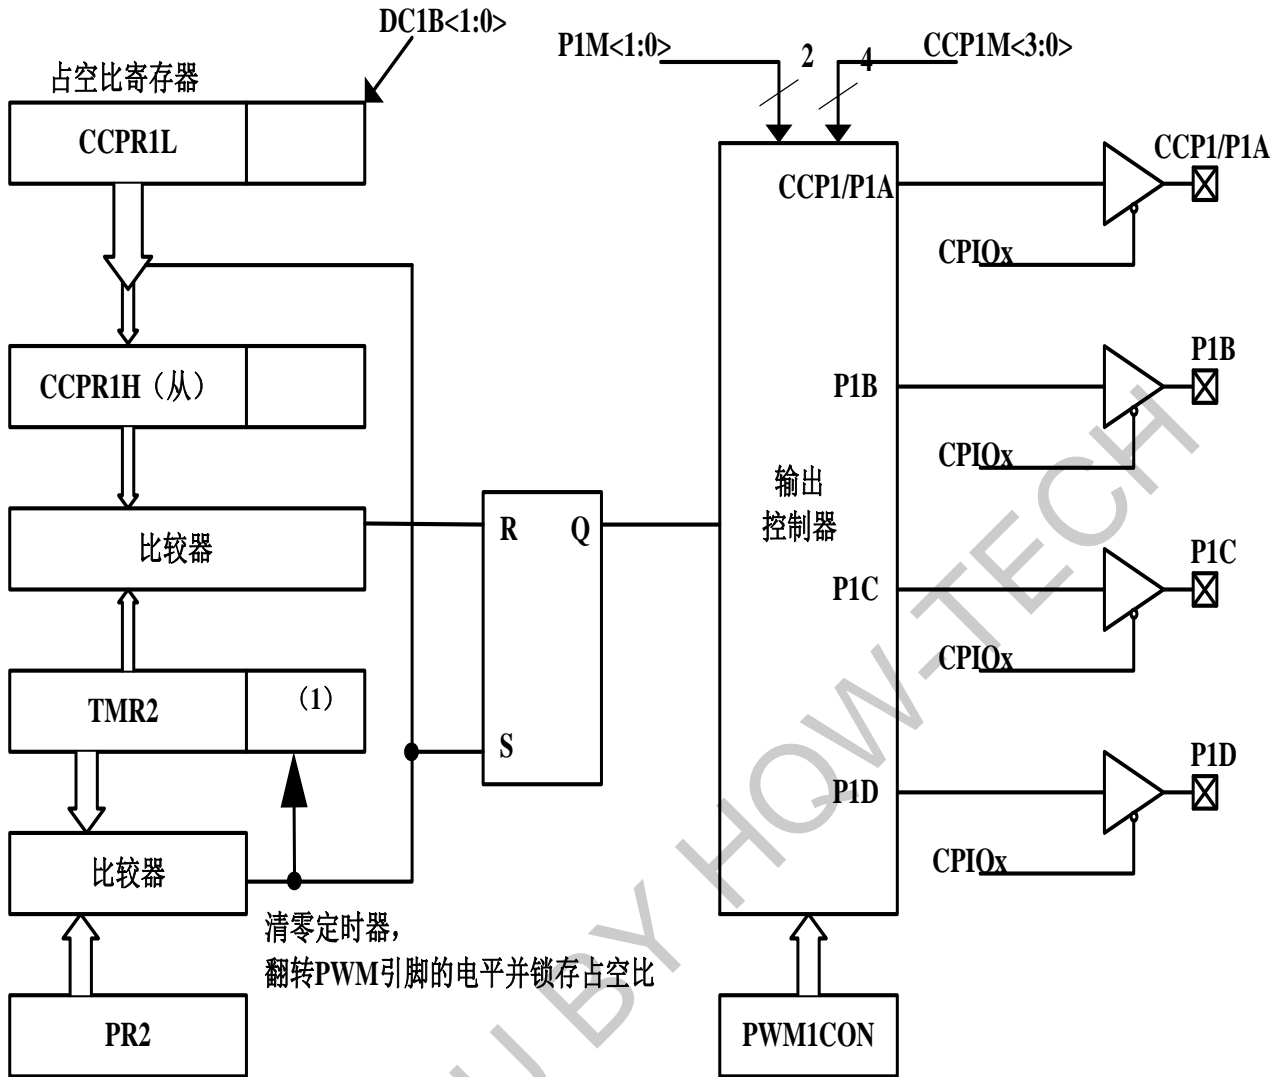 DC1B<1:0>
P1M<1:0>
2
4
CCP1M<3:0>
占空比寄存器
CCPR1L
CCP1/P1A
CCP1/P1A
CPIOx
CCPR1H（从）
P1B
P1B
CPIOx
输出
控制器
比较器
R
Q
P1C
P1C
CPIOx
TMR2
（1）
S
P1D
P1D
CPIOx
比较器
清零定时器，
翻转PWM引脚的电平并锁存占空比
PR2
PWM1CON
U BY HQW-TECH